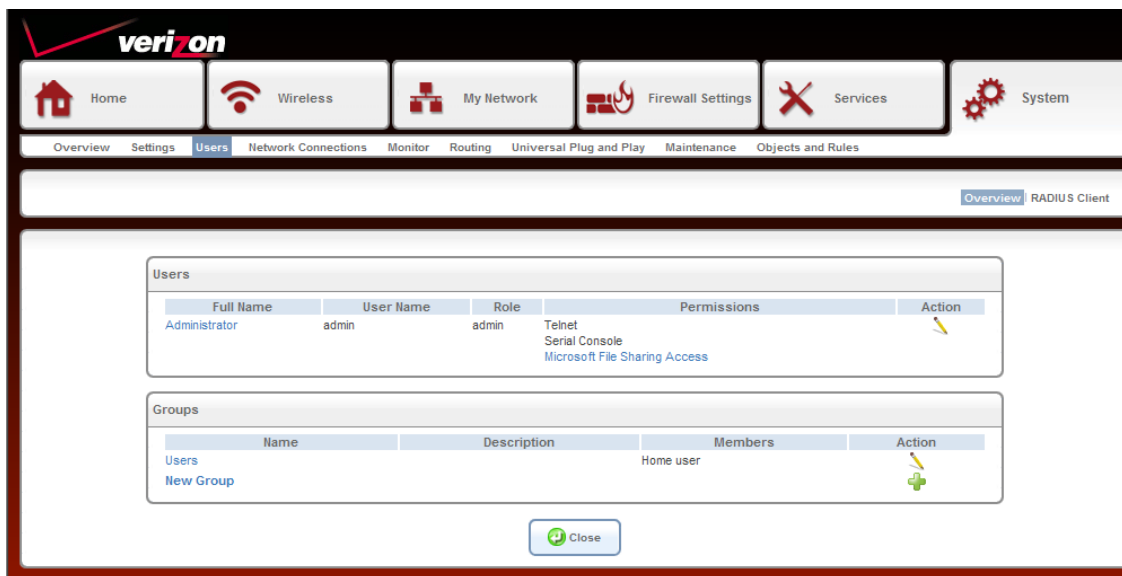 verizon
Home Wireless My Network Firewall Settings Services System
Overview Settings Users Network Connections Monitor Routing Universal Plug and Play Maintenance Objects and Rules
Overview | RADIUS Client
Users
Full Name User Name Role Permissions Action
Administrator admin admin Telnet
Serial Console
Microsoft File Sharing Access
Groups
Name Description Members Action
Users Home user
New Group
Close